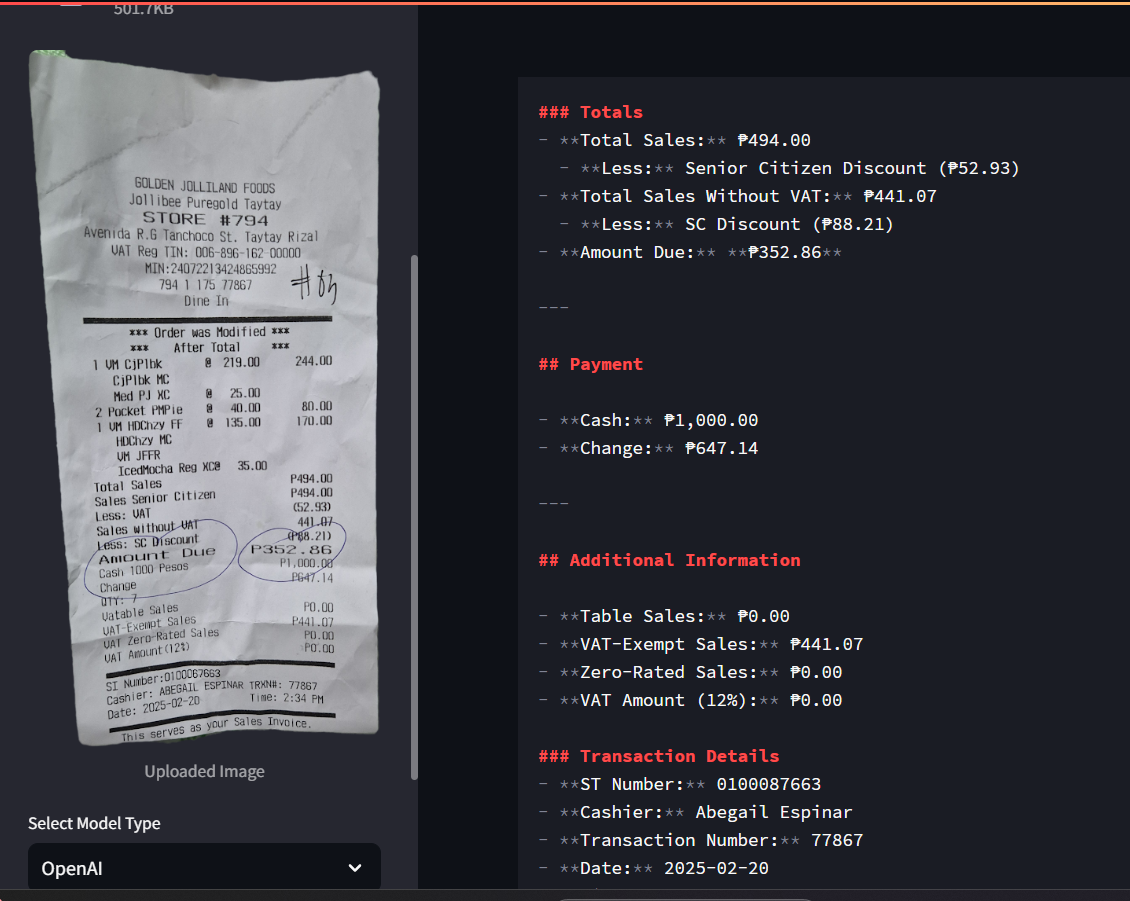 501.7KB
GOLDEN JOLLILAND FOODS
Jollibee Puregold Taytay
STORE #794
Avenida R.G Tanchoco St. Taytay Rizal
VAT Reg TIN: 006-896-162-00000
MIN:24072213424865992
794 1 175 77867
Dine In
*** Order was Modified ***
*** After Total ***
1 VM CjPlbk @ 219.00 244.00
CjPlbk MC
Med PJ XC @ 25.00
2 Pocket PMPie @ 40.00 80.00
1 VM HDChzy FF @ 135.00 170.00
HDChzy MC
VM JFFR
IcedMocha Reg XC@ 35.00
Total Sales P494.00
Sales Senior Citizen P494.00
Less: VAT (52.93)
Sales without VAT 441.07
Less: SC Discount (P88.21)
Amount Due P352.86
Cash 1000 Pesos P1,000.00
Change P647.14
QTY: 7
Vatable Sales P0.00
VAT-Exempt Sales P441.07
VAT Zero-Rated Sales P0.00
VAT Amount(12%) P0.00
SI Number:0100067663
Cashier: ABEGAIL ESPINAR TRXN#: 77867
Date: 2025-02-20 Time: 2:34 PM
This serves as your Sales Invoice.
Uploaded Image
Select Model Type
OpenAI
### Totals
- **Total Sales:** ₱494.00
- **Less:** Senior Citizen Discount (₱52.93)
- **Total Sales Without VAT:** ₱441.07
- **Less:** SC Discount (₱88.21)
- **Amount Due:** **₱352.86**
---
## Payment
- **Cash:** ₱1,000.00
- **Change:** ₱647.14
---
## Additional Information
- **Table Sales:** ₱0.00
- **VAT-Exempt Sales:** ₱441.07
- **Zero-Rated Sales:** ₱0.00
- **VAT Amount (12%):** ₱0.00
### Transaction Details
- **ST Number:** 0100087663
- **Cashier:** Abegail Espinar
- **Transaction Number:** 77867
- **Date:** 2025-02-20